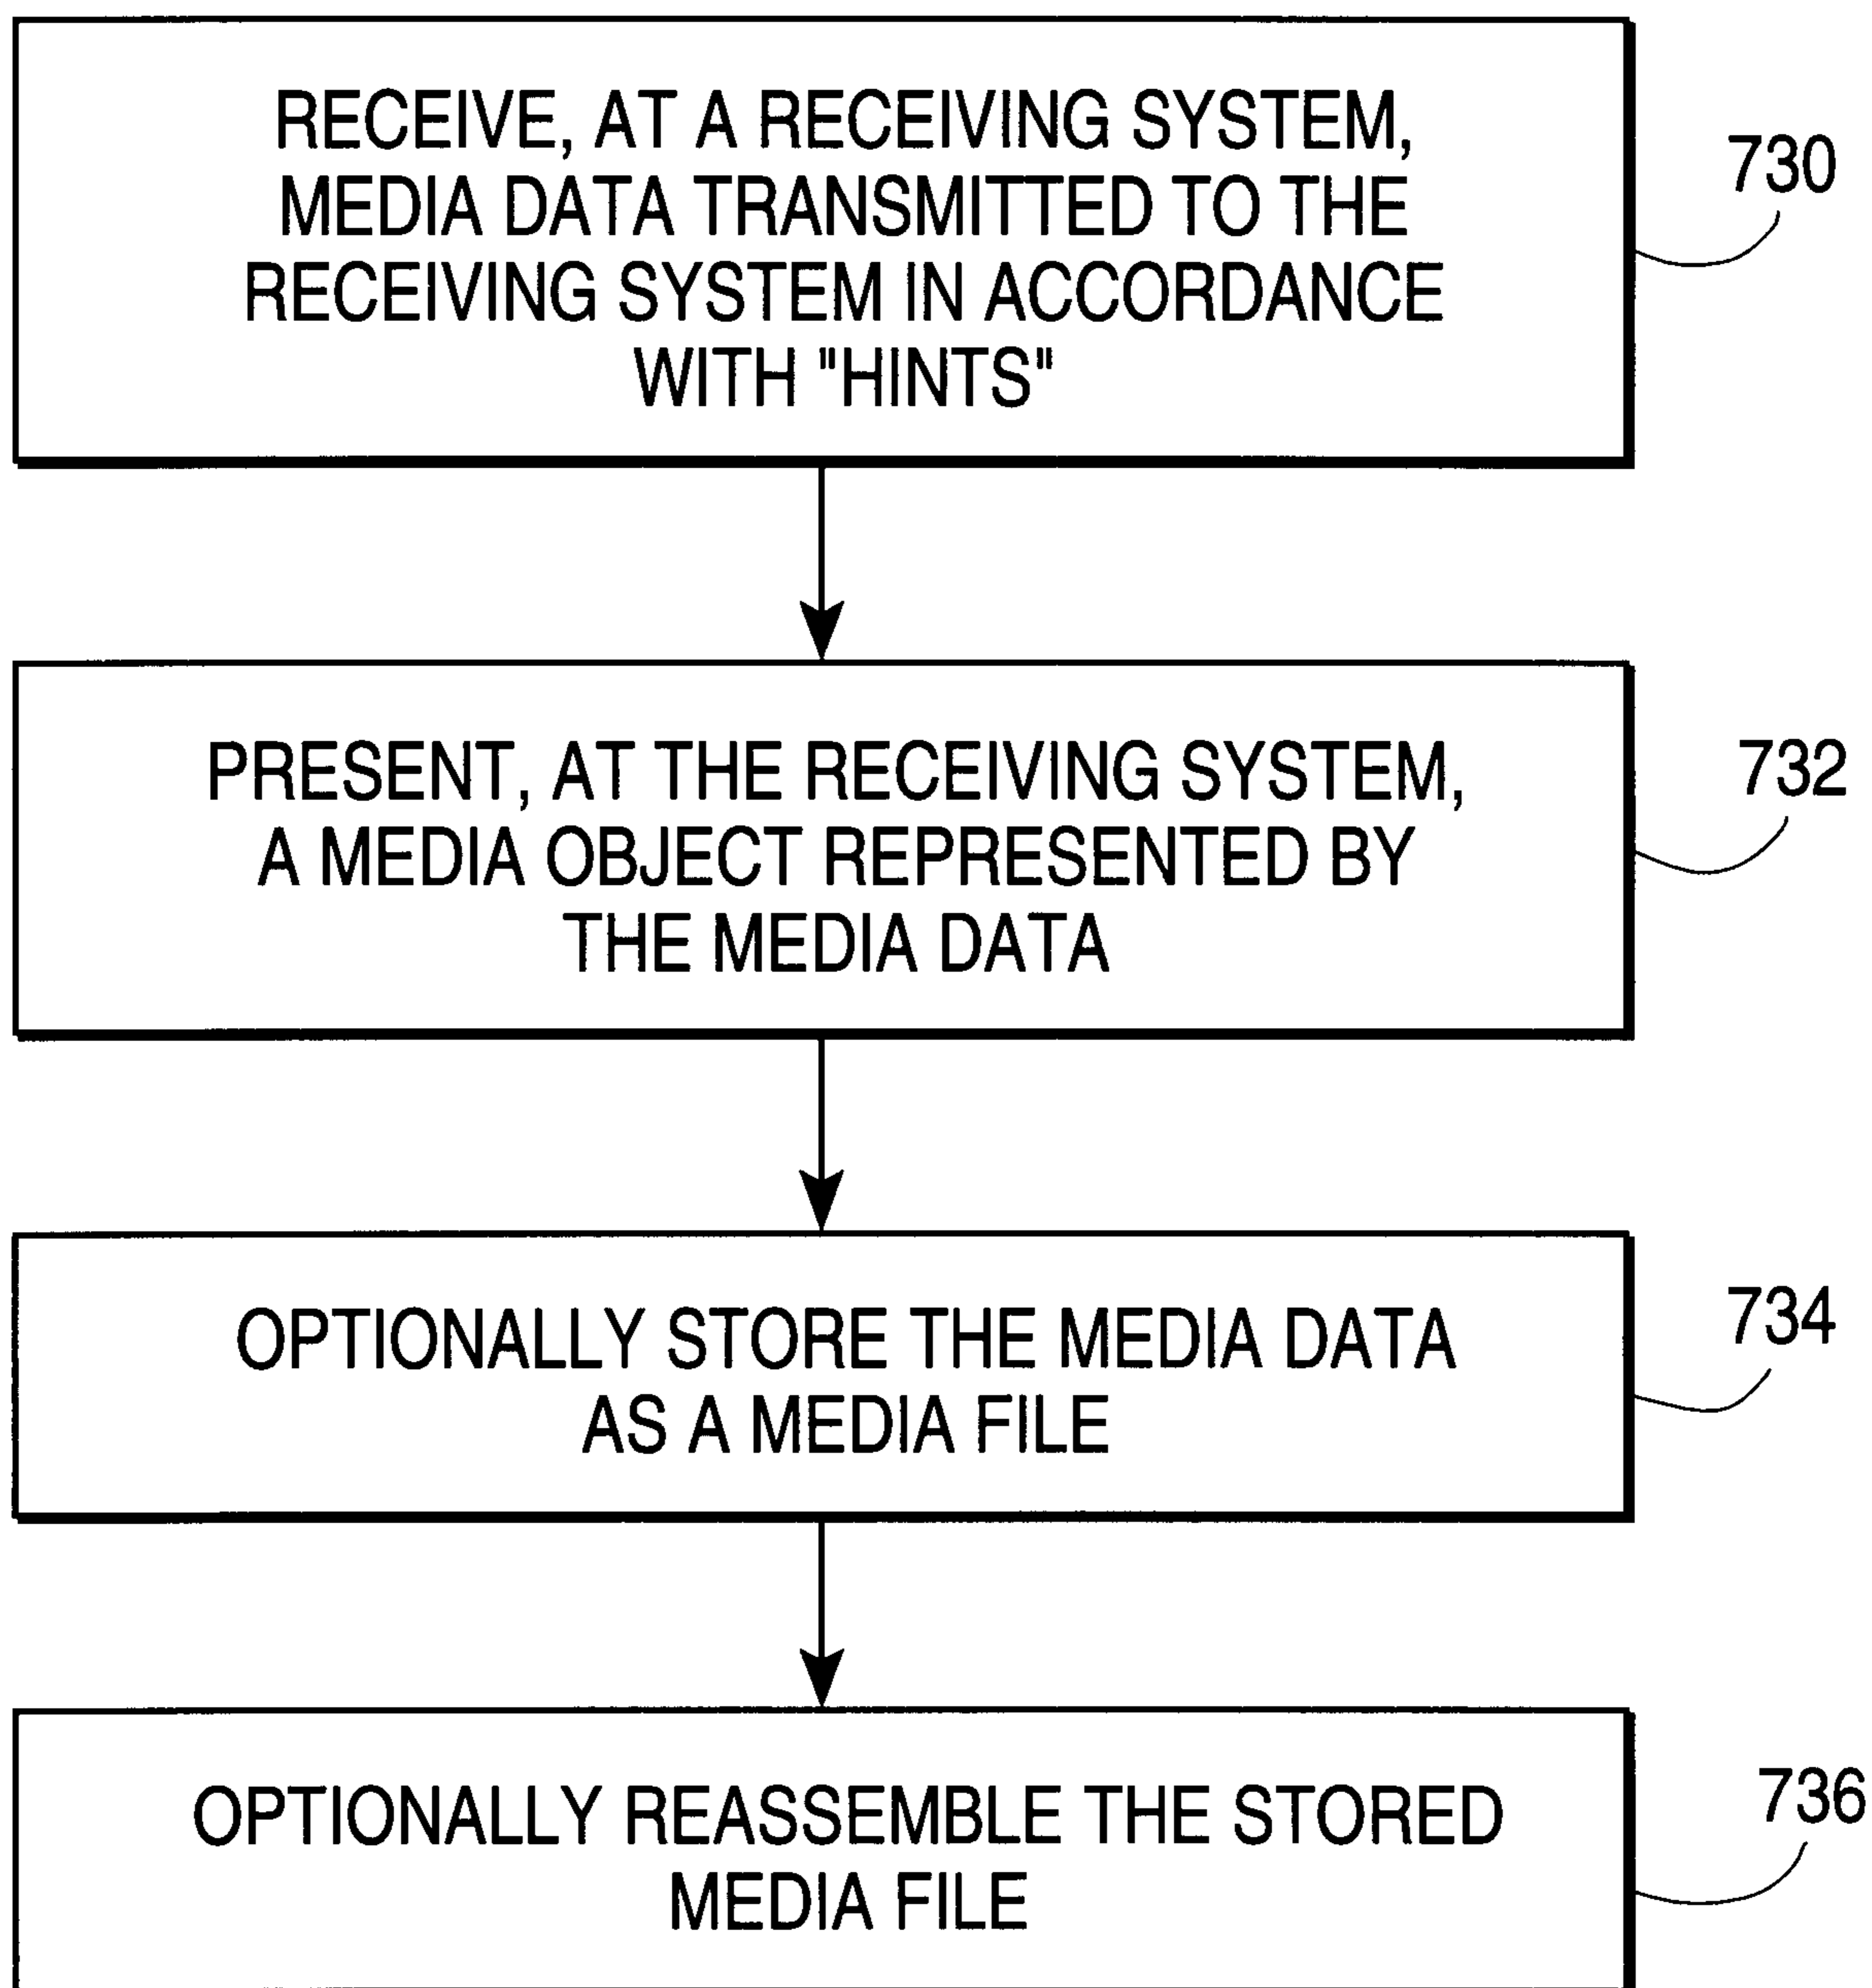 RECEIVE, AT A RECEIVING SYSTEM,
MEDIA DATA TRANSMITTED TO THE
RECEIVING SYSTEM IN ACCORDANCE
WITH "HINTS"
730
PRESENT, AT THE RECEIVING SYSTEM,
A MEDIA OBJECT REPRESENTED BY
THE MEDIA DATA
732
OPTIONALLY STORE THE MEDIA DATA
AS A MEDIA FILE
734
OPTIONALLY REASSEMBLE THE STORED
MEDIA FILE
736